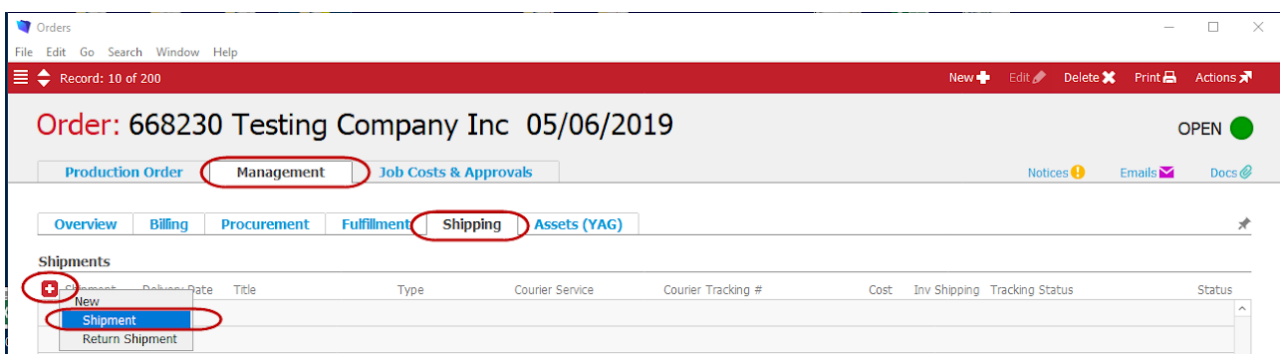 Orders
File Edit Go Search Window Help
Record: 10 of 200 New Edit Delete Print Actions
Order: 668230 Testing Company Inc 05/06/2019 OPEN
Production Order Management Job Costs & Approvals Notices Emails Docs
Overview Billing Procurement Fulfillment Shipping Assets (YAG)
Shipments
Shipment Delivery Date Title Type Courier Service Courier Tracking # Cost Inv Shipping Tracking Status Status
New
Shipment
Return Shipment